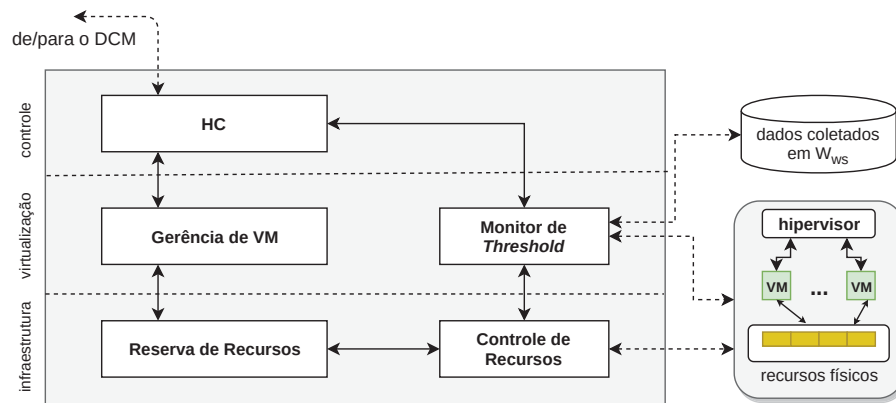 de/para o DCM
controle
HC
dados coletados
em W_ws
virtualização
Gerência de VM
Monitor de
Threshold
hipervisor
VM
...
VM
infraestrutura
Reserva de Recursos
Controle de
Recursos
recursos físicos